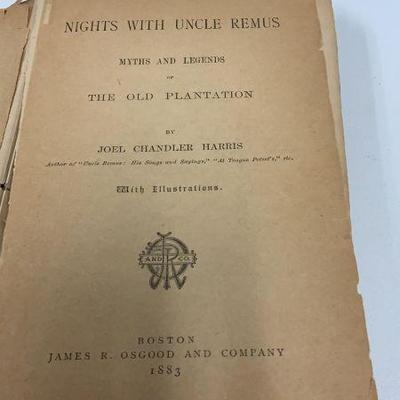 NIGHTS WITH UNCLE REMUS
MYTHS AND LEGENDS
OF
THE OLD PLANTATION
BY
JOEL CHANDLER HARRIS
Author of "Uncle Remus: His Songs and Sayings," "At Teague Poteet's," etc.
With Illustrations.
AND CO.
BOSTON
JAMES R. OSGOOD AND COMPANY
1883